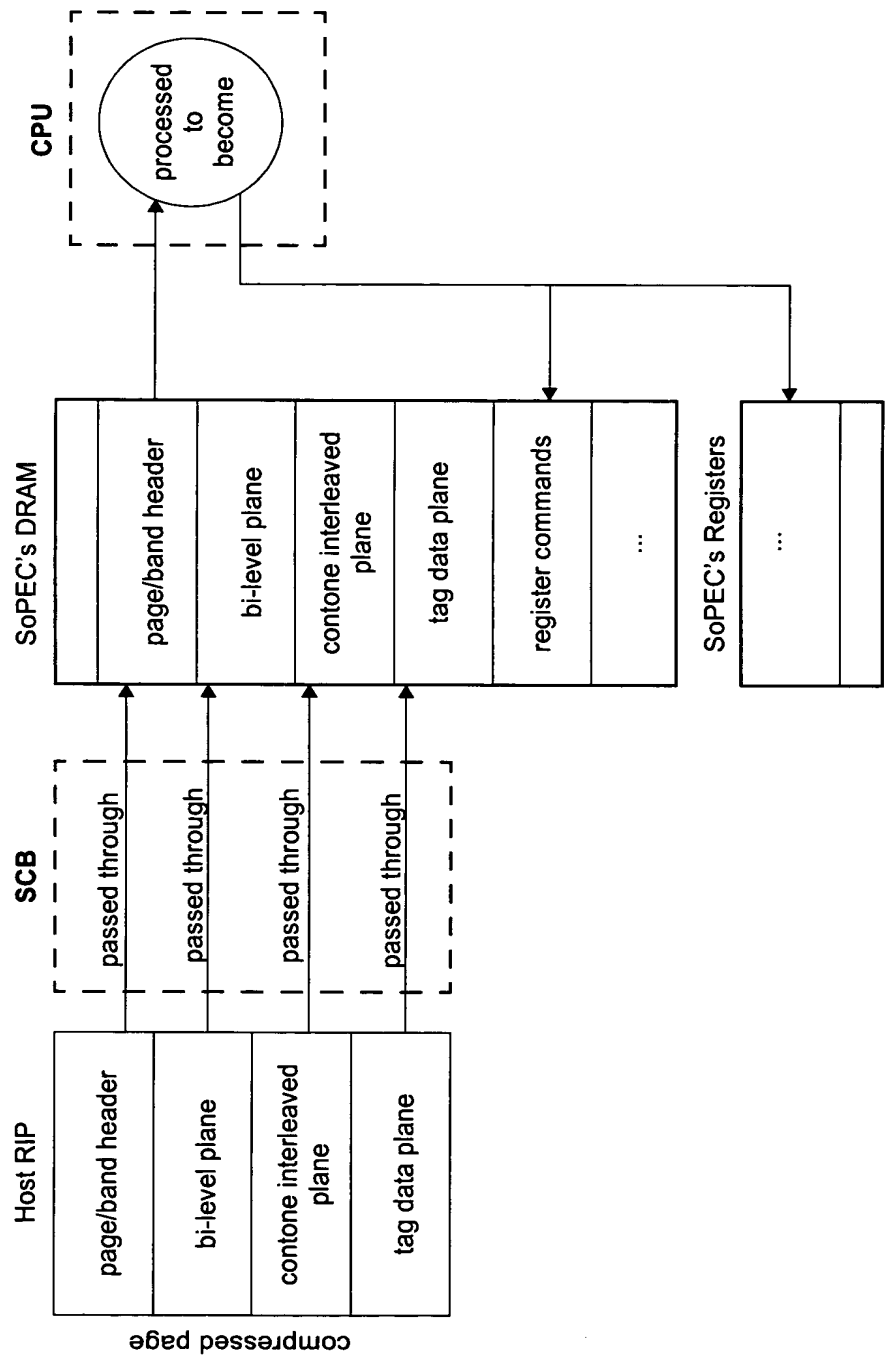 Host RIP
compressed page
page/band header
bi-level plane
contone interleaved
plane
tag data plane
SCB
passed through
passed through
passed through
passed through
SoPEC's DRAM
page/band header
bi-level plane
contone interleaved
plane
tag data plane
register commands
...
SoPEC's Registers
...
CPU
processed
to
become